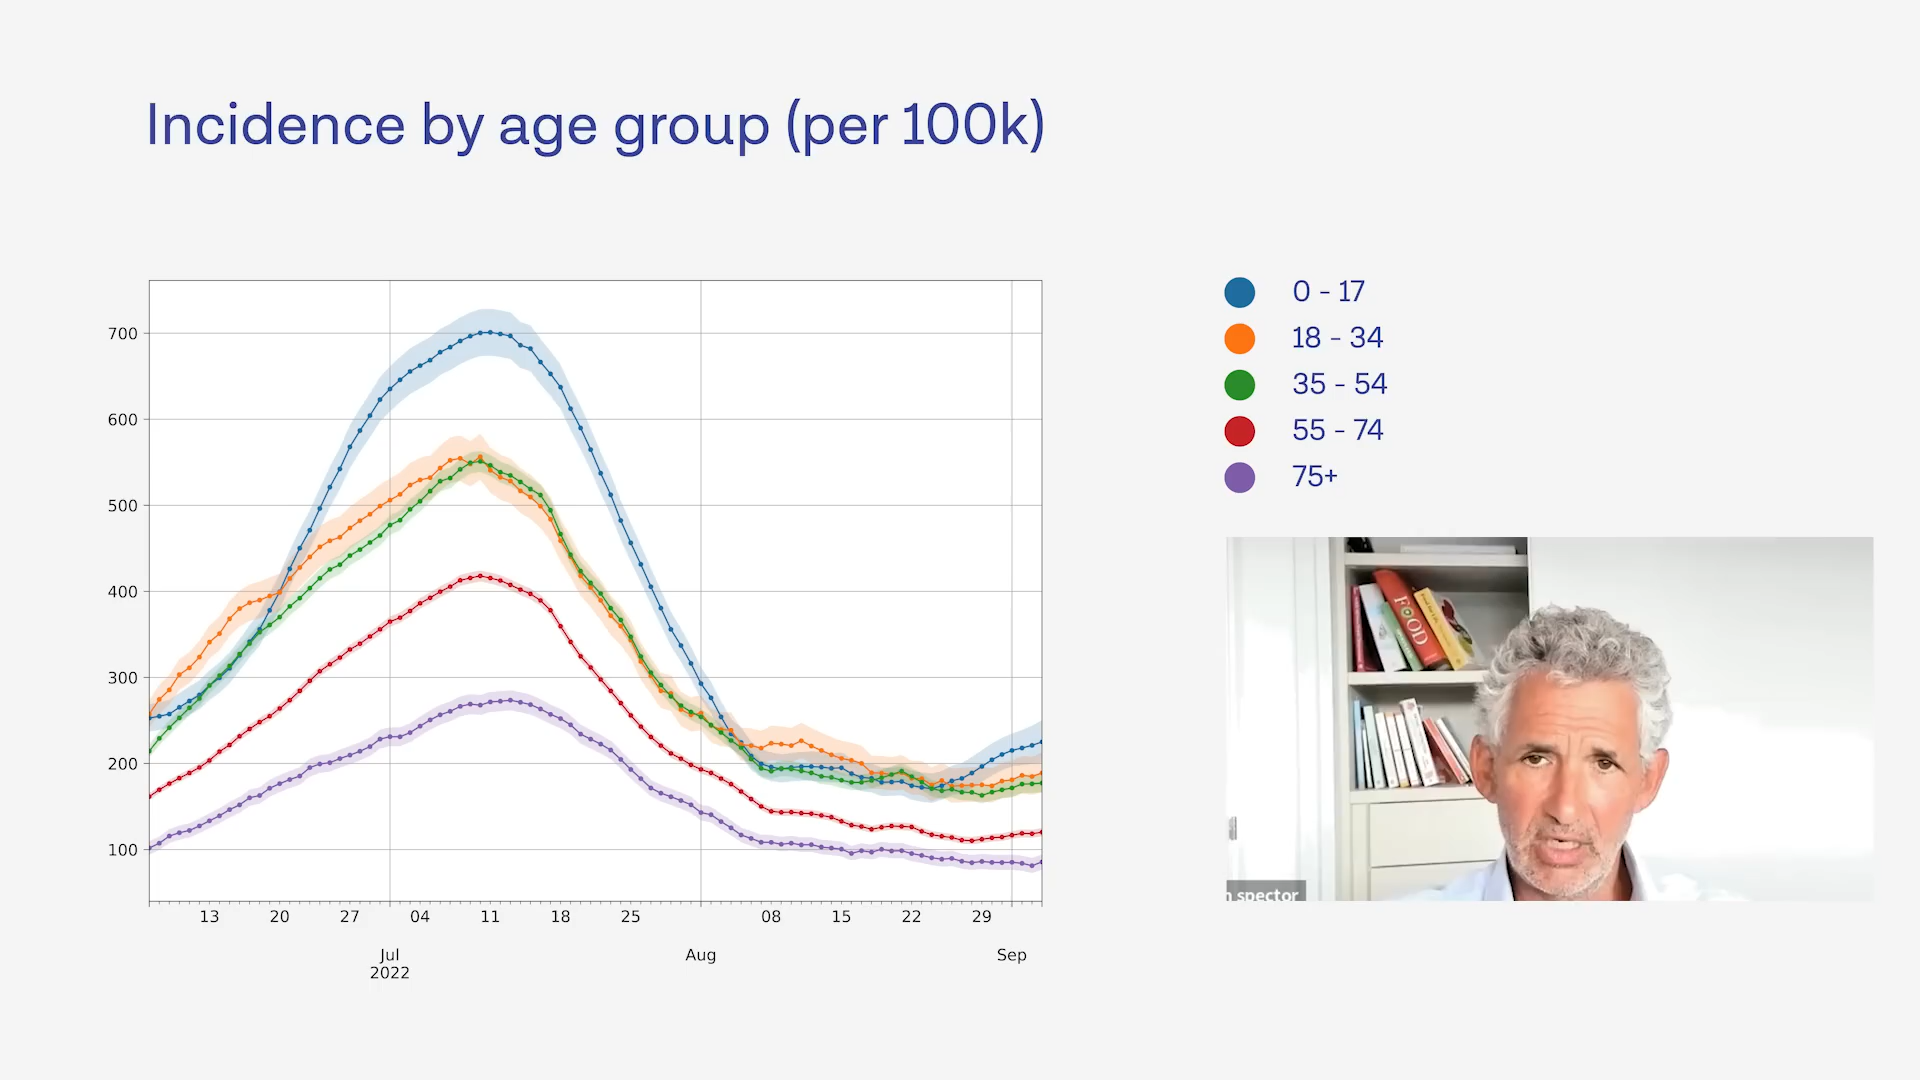 Incidence by age group (per 100k)
700
600
500
400
300
200
100
13 20 27 04 11 18 25 08 15 22 29
Jul Aug Sep
2022
0 - 17
18 - 34
35 - 54
55 - 74
75+
FOOD
spector